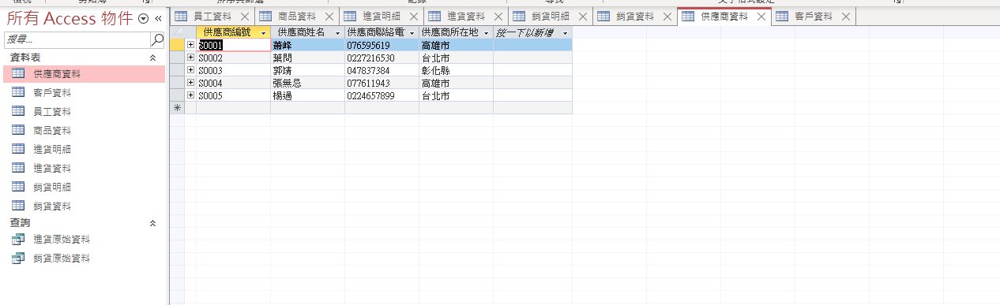 所有 Access 物件
搜尋...
資料表
供應商資料
客戶資料
員工資料
商品資料
進貨明細
進貨資料
銷貨明細
銷貨資料
查詢
進貨原始資料
銷貨原始資料
員工資料 商品資料 進貨明細 進貨資料 銷貨明細 銷貨資料 供應商資料 客戶資料
供應商編號 供應商姓名 供應商聯絡電 供應商所在地 按一下以新增
S0001 蕭峰 076595619 高雄市
S0002 葉問 0227216530 台北市
S0003 郭靖 047837384 彰化縣
S0004 張無忌 077611943 高雄市
S0005 楊過 0224657899 台北市